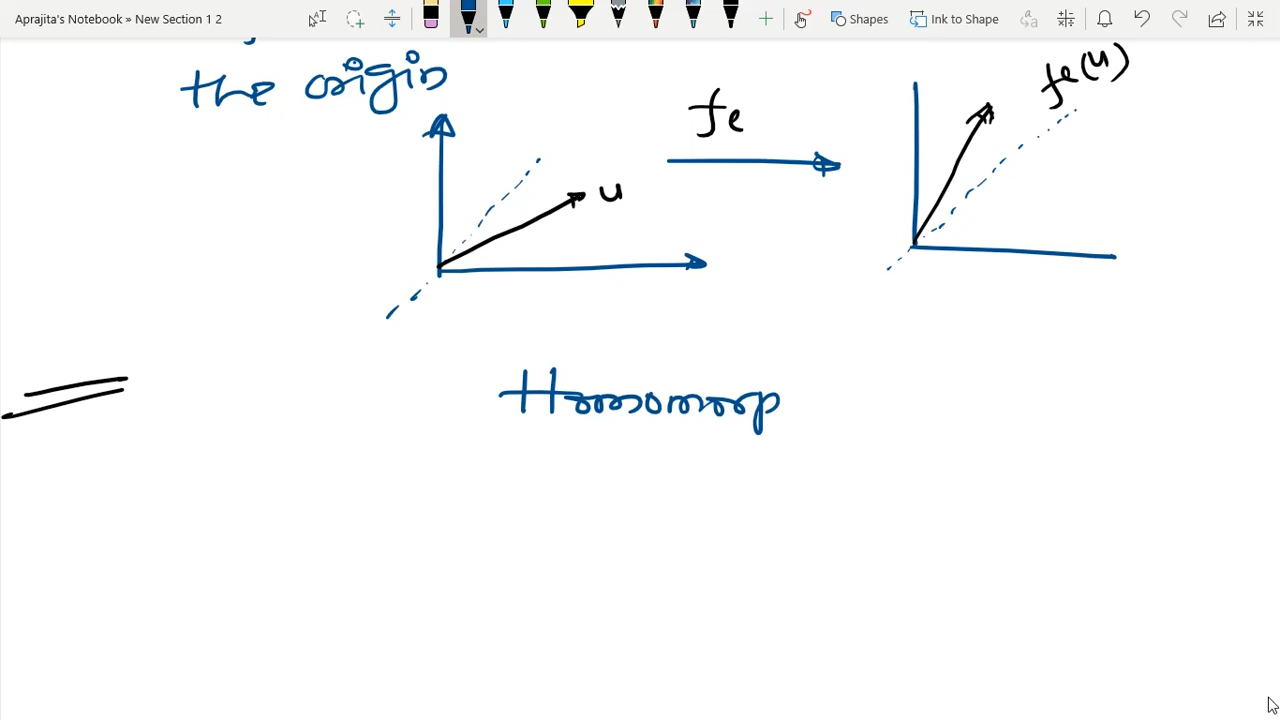 Aprajita's Notebook » New Section 1 2
Shapes
Ink to Shape
the origin
fe
fe(u)
u
Homomorp